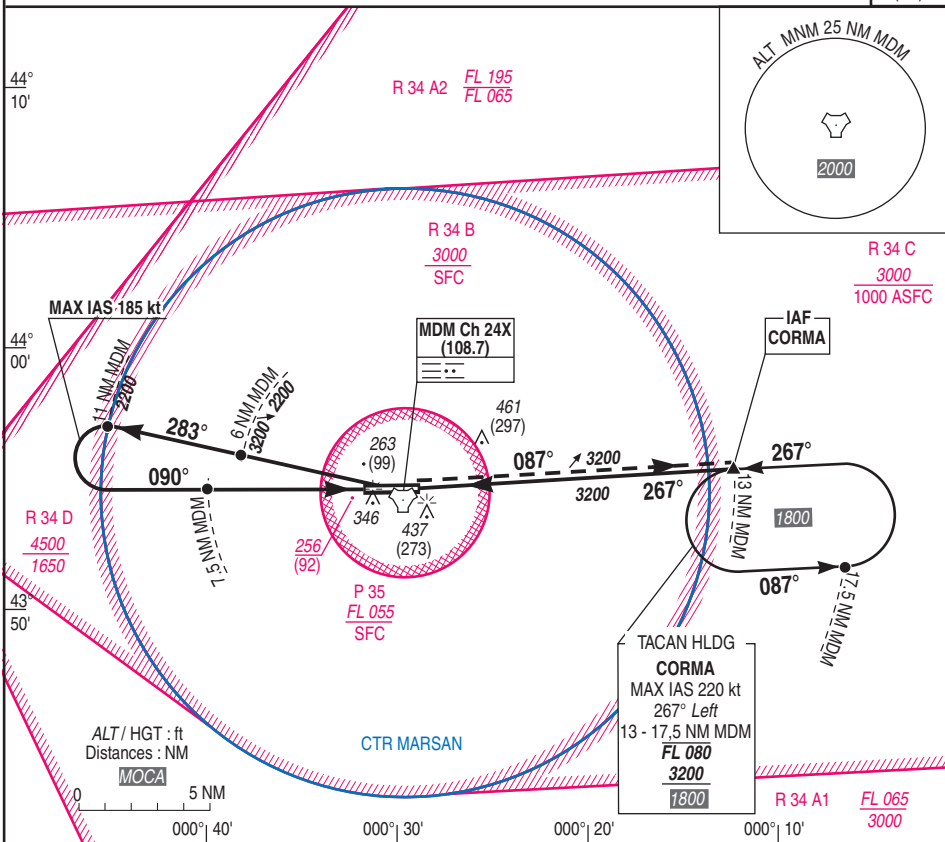 44°
10'
R 34 A2
FL 195
FL 065
ALT MNM 25 NM MDM
2000
R 34 B
3000
SFC
R 34 C
3000
1000 ASFC
MAX IAS 185 kt
MDM Ch 24X
(108.7)
IAF
CORMA
44°
00'
11 NM MDM
2200
6 NM MDM
3200 2200
283°
263
(99)
461
(297)
087°
3200
267°
090°
3200
267°
13 NM MDM
346
437
(273)
1800
7.5 NM MDM
R 34 D
4500
1650
256
(92)
087°
17.5 NM MDM
P 35
FL 055
SFC
43°
50'
TACAN HLDG
CORMA
MAX IAS 220 kt
267° Left
13 - 17,5 NM MDM
FL 080
3200
1800
ALT / HGT : ft
Distances : NM
MOCA
0 5 NM
CTR MARSAN
R 34 A1
FL 065
3000
000° 40'
000° 30'
000° 20'
000° 10'